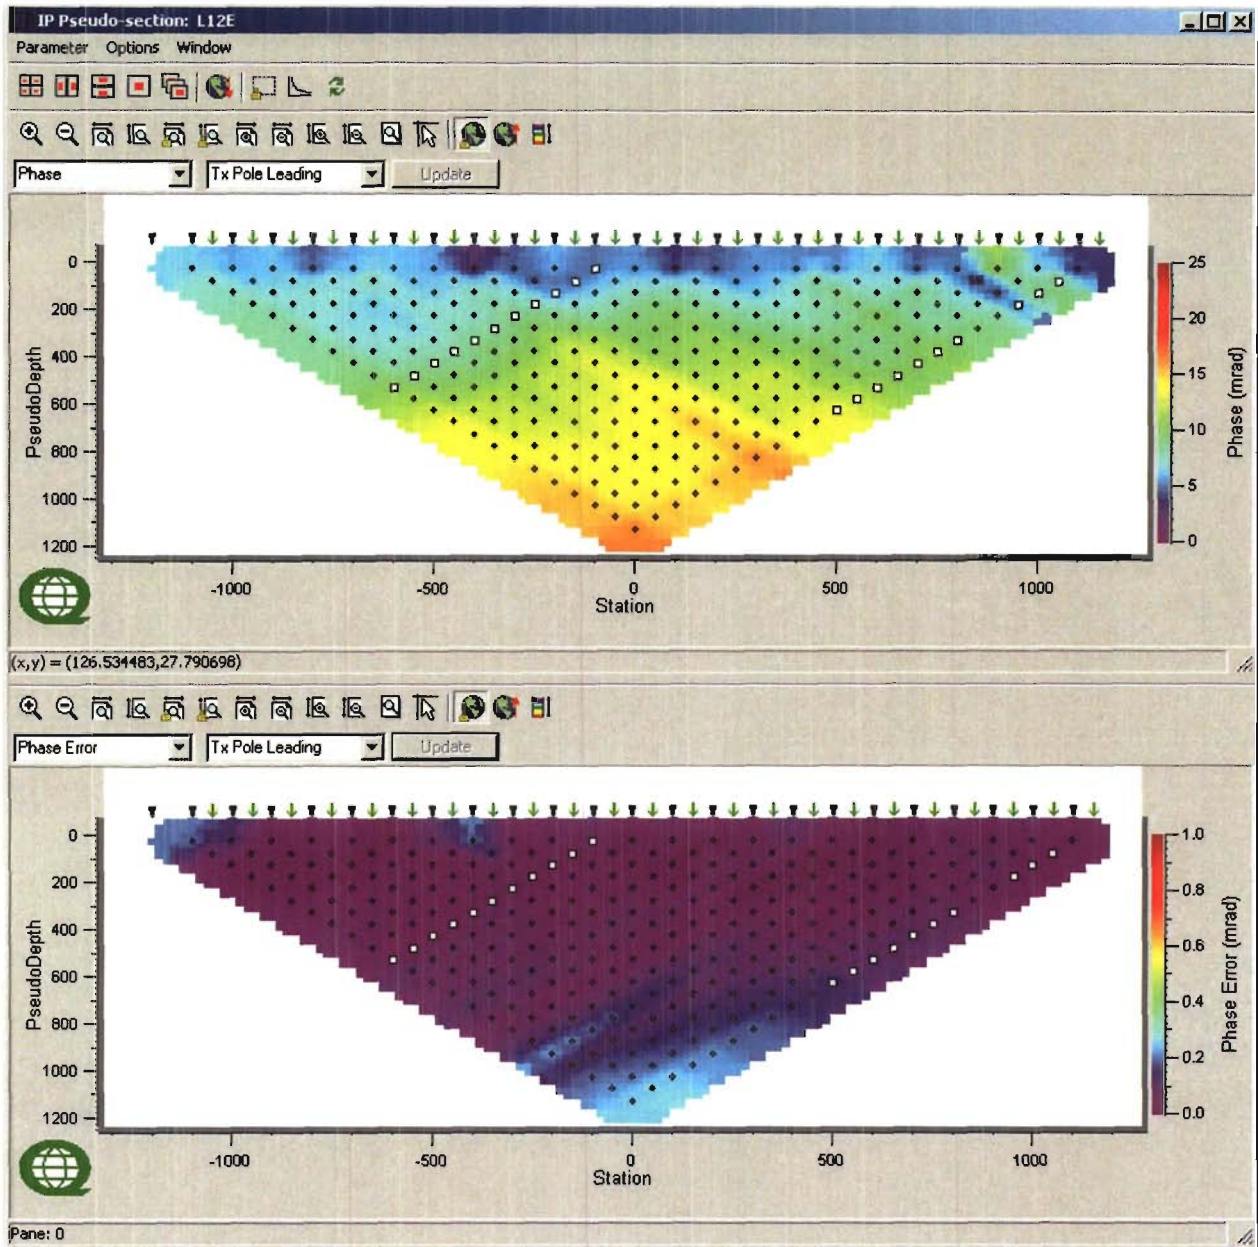 IP Pseudo-section: L12E
Parameter Options Window
Phase
Tx Pole Leading
Update
0
200
400
600
800
1000
1200
PseudoDepth
-1000
-500
0
500
1000
Station
25
20
15
10
5
0
Phase (mrad)
(x,y) = (126.534483,27.790698)
Phase Error
Tx Pole Leading
Update
0
200
400
600
800
1000
1200
PseudoDepth
-1000
-500
0
500
1000
Station
1.0
0.8
0.6
0.4
0.2
0.0
Phase Error (mrad)
Pane: 0